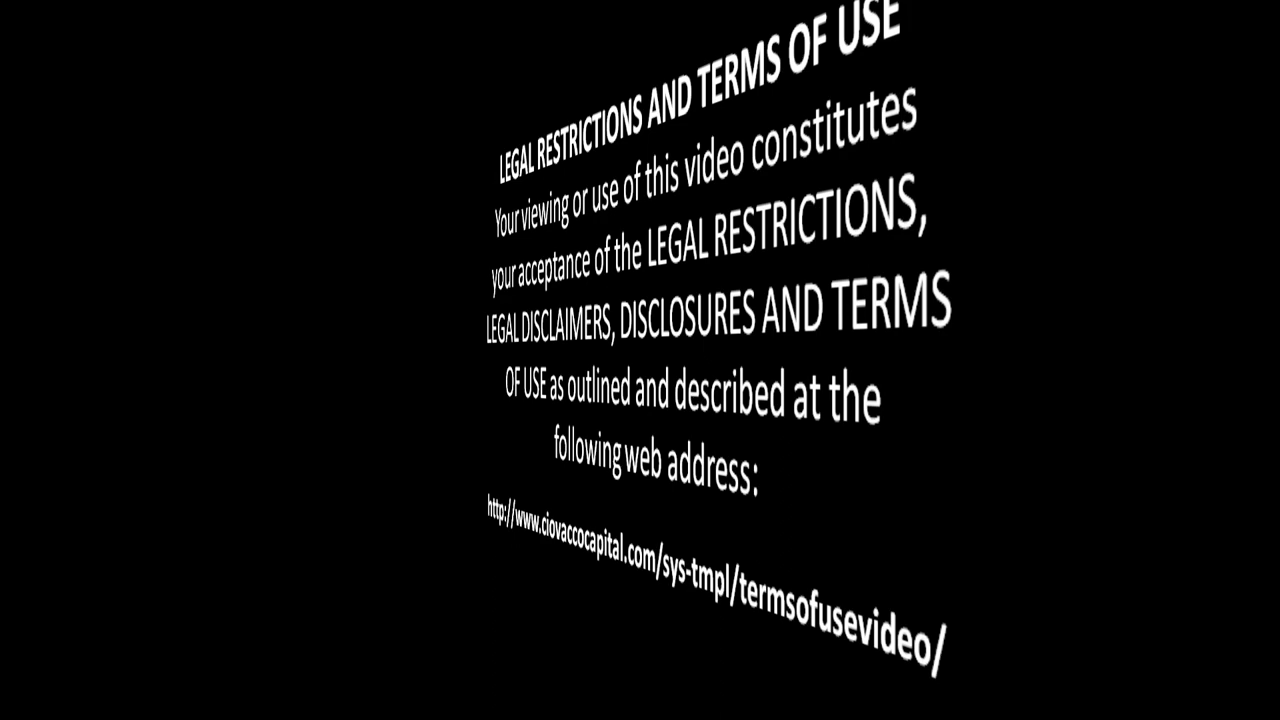 LEGAL RESTRICTIONS AND TERMS OF USE
Your viewing or use of this video constitutes
your acceptance of the LEGAL RESTRICTIONS,
LEGAL DISCLAIMERS, DISCLOSURES AND TERMS
OF USE as outlined and described at the
following web address:
http://www.ciovaccocapital.com/sys-tmpl/termsofusevideo/